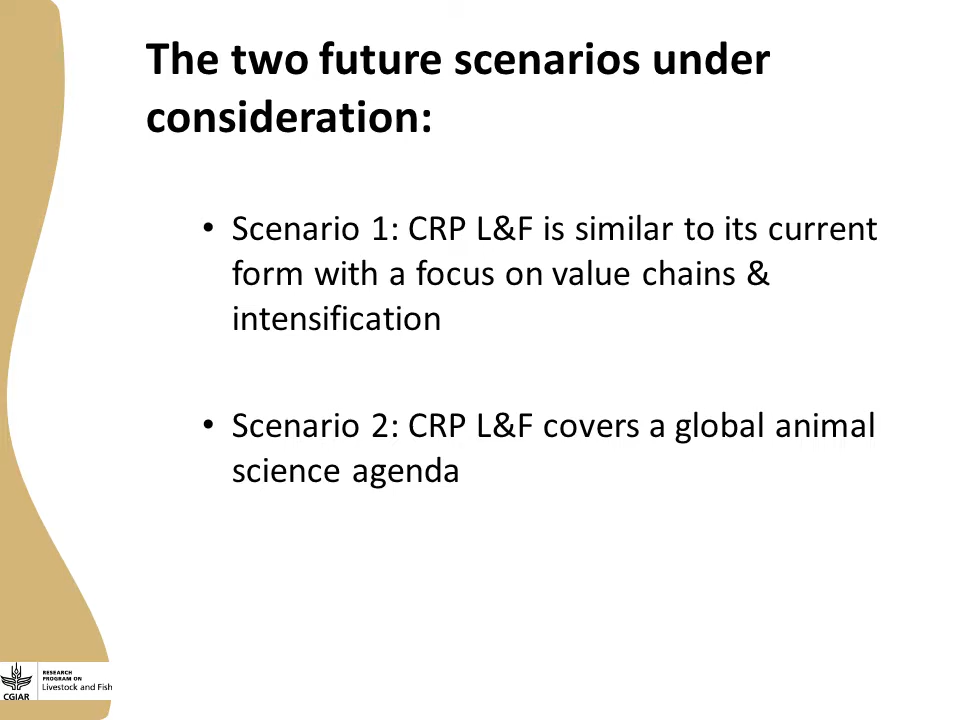 The two future scenarios under
consideration:
• Scenario 1: CRP L&F is similar to its current
form with a focus on value chains &
intensification
• Scenario 2: CRP L&F covers a global animal
science agenda
RESEARCH
PROGRAM ON
Livestock and Fish
CGIAR